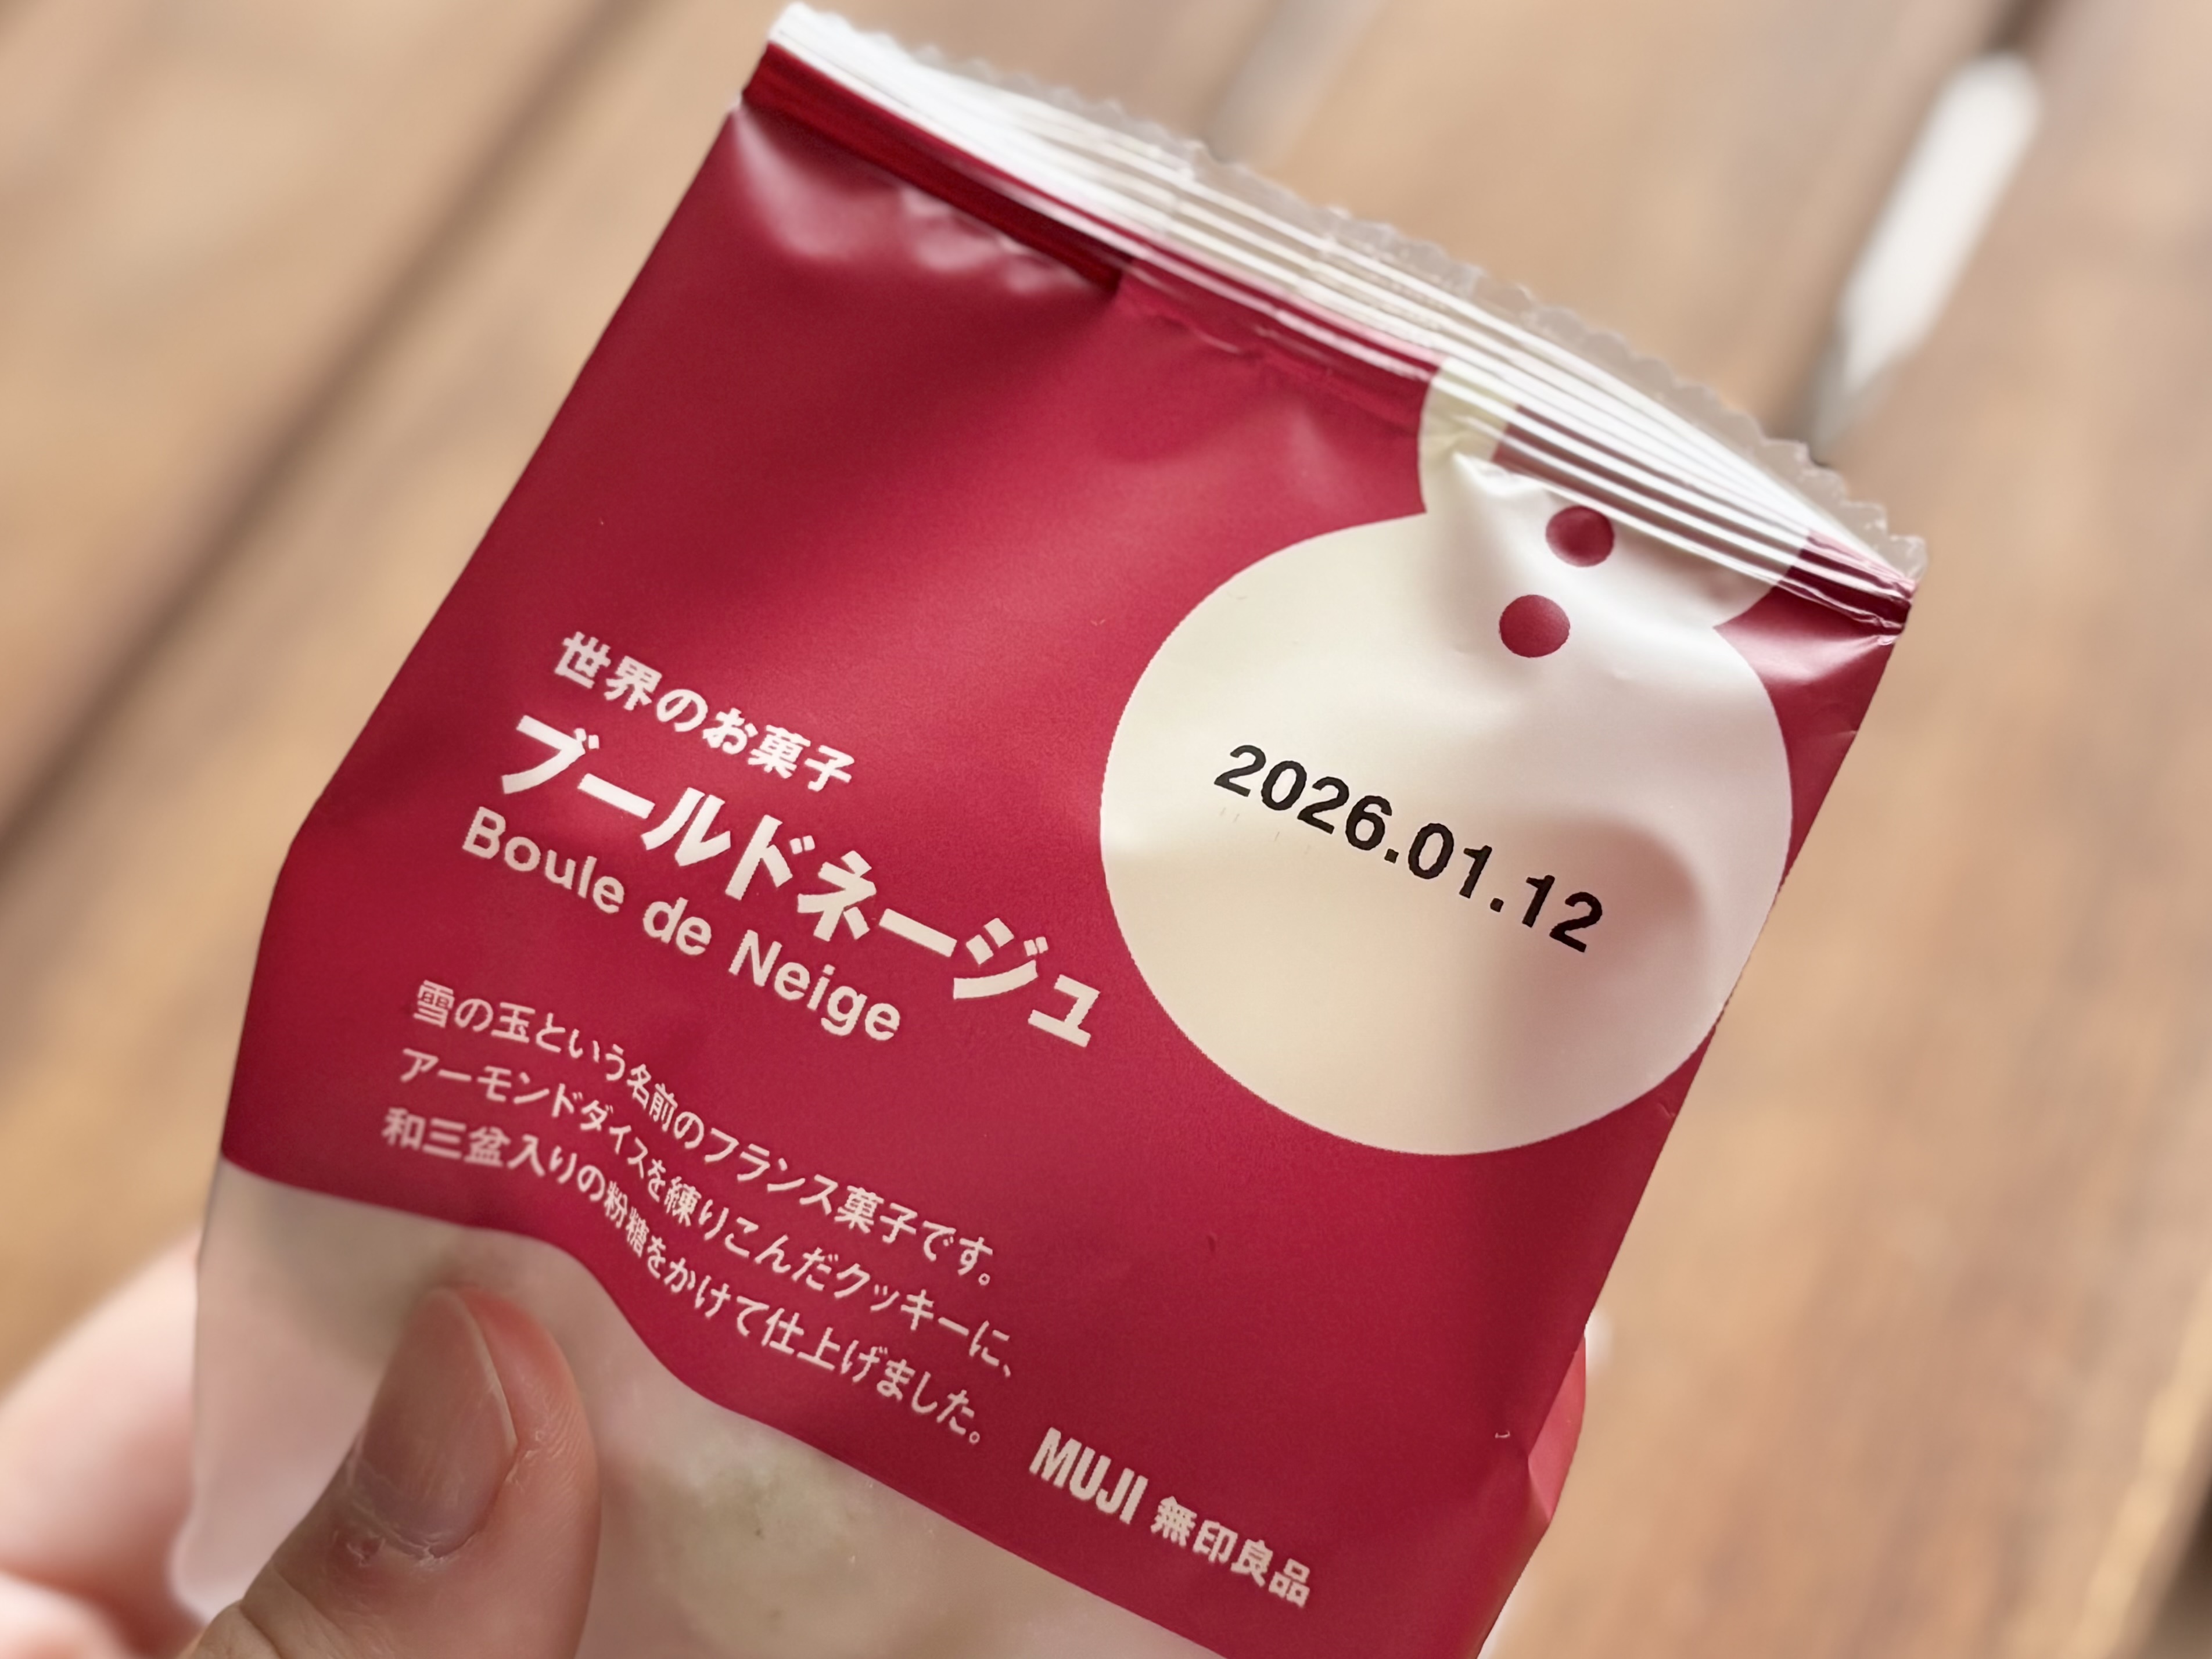 世界のお菓子
ブールドネージュ
Boule de Neige
2026.01.12
雪の玉という名前のフランス菓子です。
アーモンドダイスを練りこんだクッキーに、
和三盆入りの粉糖をかけて仕上げました。
MUJI 無印良品